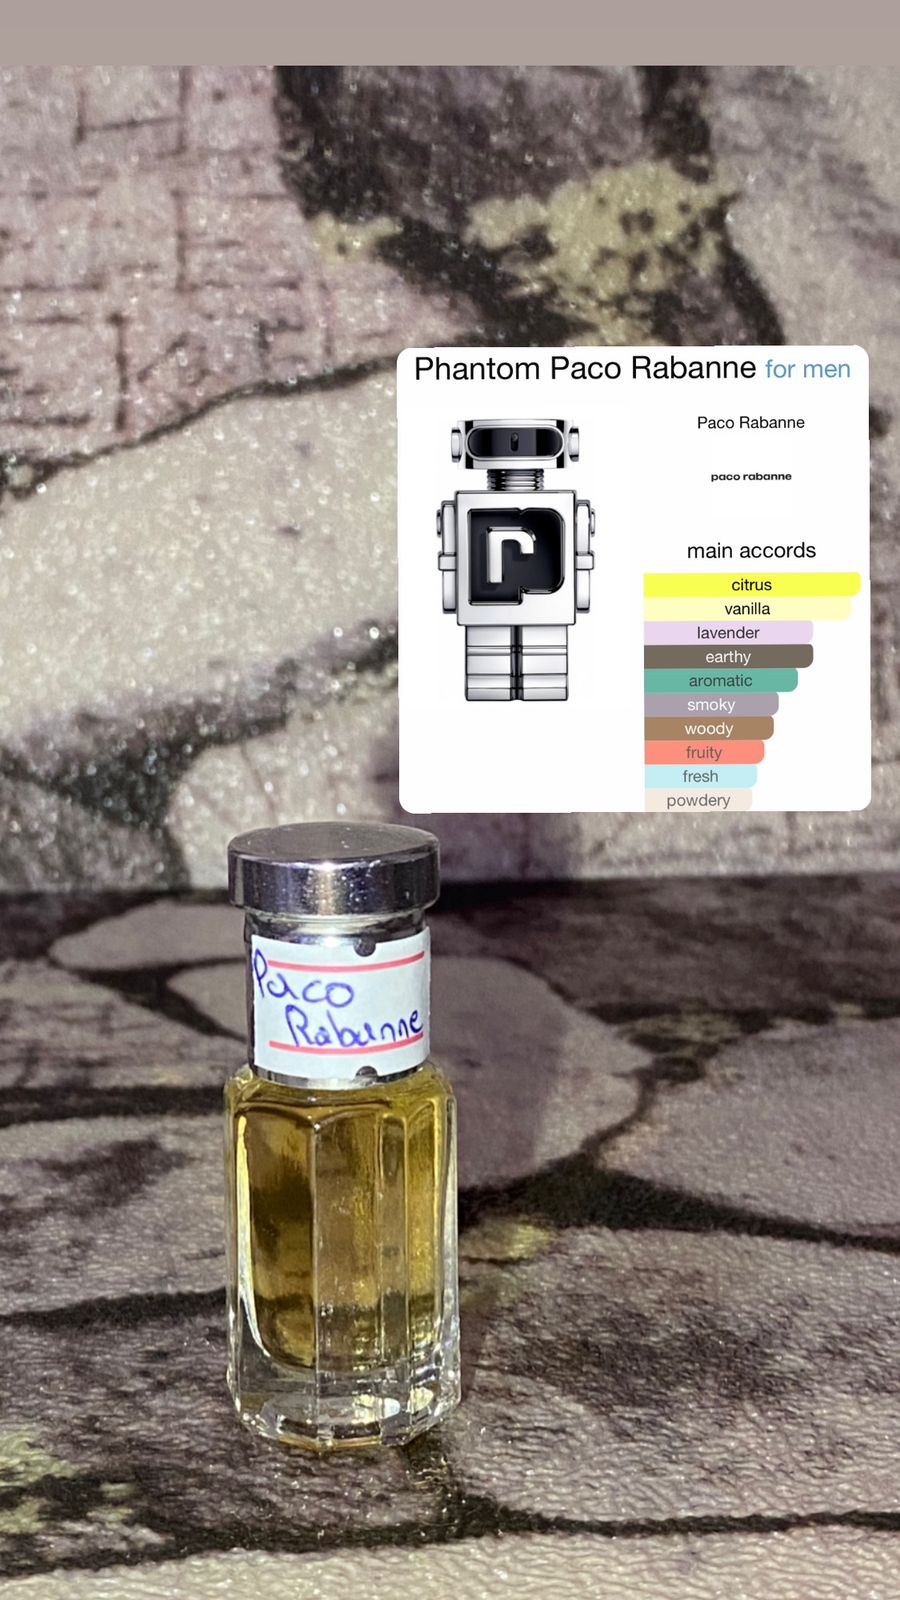 Phantom Paco Rabanne for men
Paco Rabanne
paco rabanne
main accords
citrus
vanilla
lavender
earthy
aromatic
smoky
woody
fruity
fresh
powdery
r
Paco
Rabanne